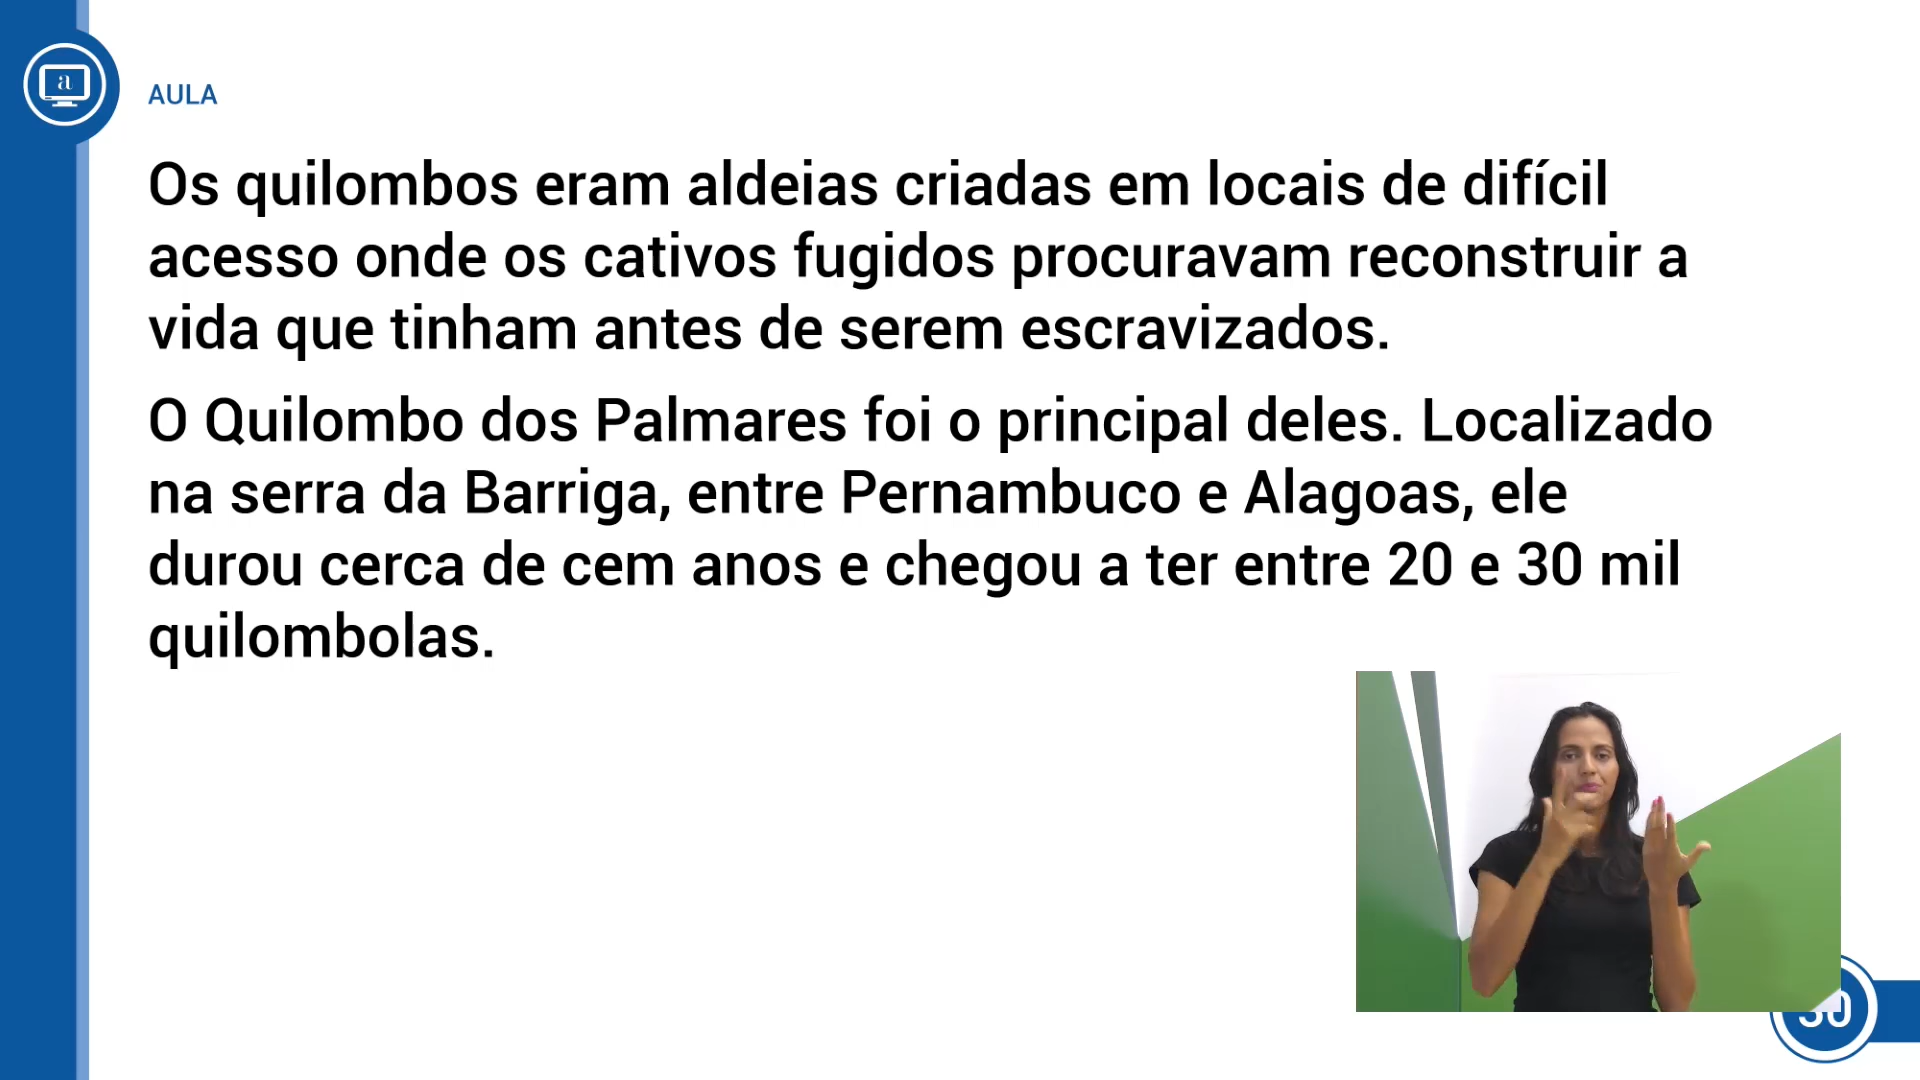 a
AULA
Os quilombos eram aldeias criadas em locais de difícil
acesso onde os cativos fugidos procuravam reconstruir a
vida que tinham antes de serem escravizados.
O Quilombo dos Palmares foi o principal deles. Localizado
na serra da Barriga, entre Pernambuco e Alagoas, ele
durou cerca de cem anos e chegou a ter entre 20 e 30 mil
quilombolas.